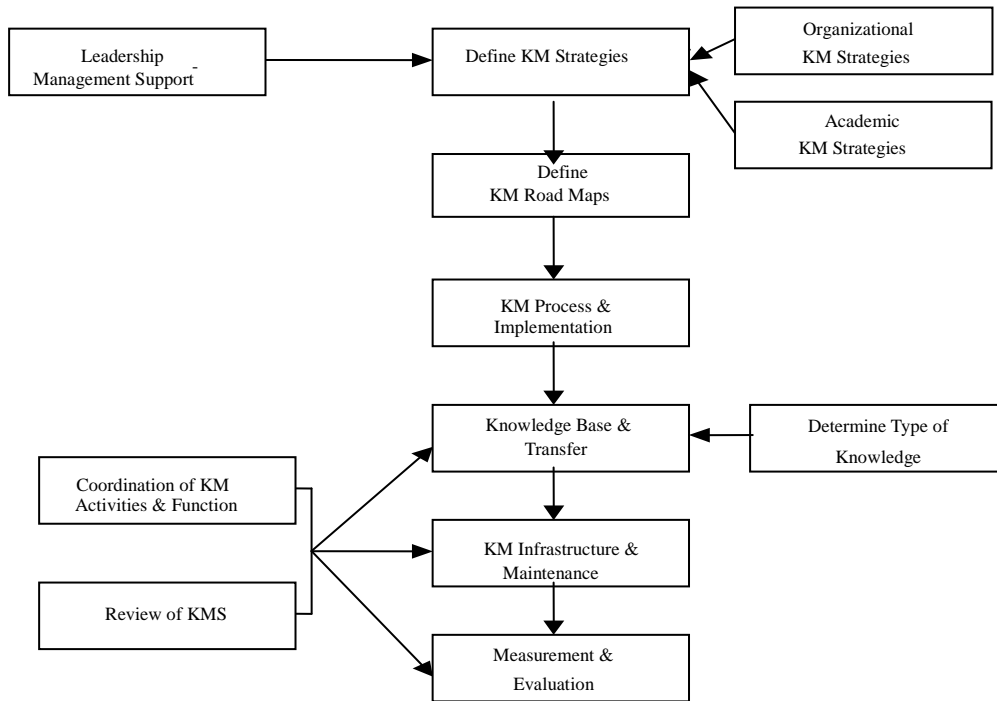 Leadership
Management Support
Define KM Strategies
Organizational
KM Strategies
Academic
KM Strategies
Define
KM Road Maps
KM Process &
Implementation
Knowledge Base &
Transfer
Determine Type of
Knowledge
Coordination of KM
Activities & Function
KM Infrastructure &
Maintenance
Review of KMS
Measurement &
Evaluation